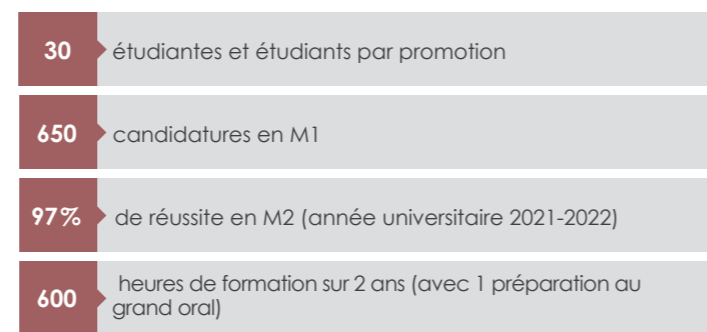 30 étudiantes et étudiants par promotion
650 candidatures en M1
97% de réussite en M2 (année universitaire 2021-2022)
600 heures de formation sur 2 ans (avec 1 préparation au
grand oral)